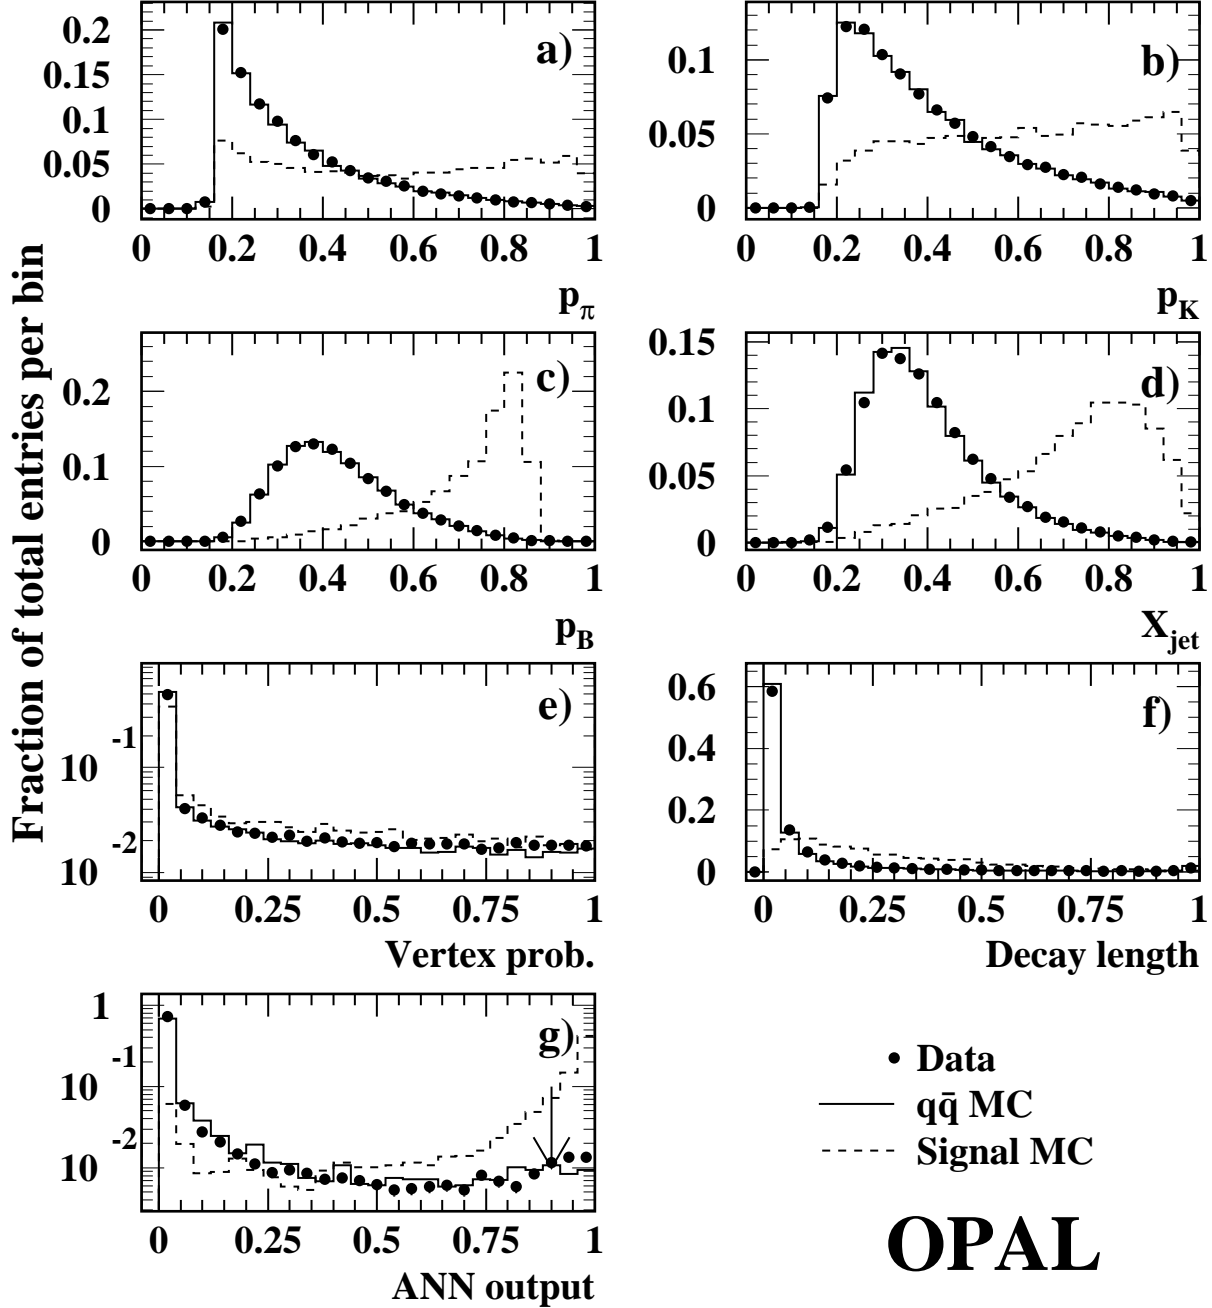 Fraction of total entries per bin
0.2
0.15
0.1
0.05
0
a)
0 0.2 0.4 0.6 0.8 1
pπ
0.1
0.05
0
b)
0 0.2 0.4 0.6 0.8 1
pK
0.2
0.1
0
c)
0 0.2 0.4 0.6 0.8 1
pB
0.15
0.1
0.05
0
d)
0 0.2 0.4 0.6 0.8 1
Xjet
10 -1
10 -2
e)
0 0.25 0.5 0.75 1
Vertex prob.
0.6
0.4
0.2
0
f)
0 0.25 0.5 0.75 1
Decay length
1
10 -1
10 -2
g)
0 0.25 0.5 0.75 1
ANN output
Data
qq̄ MC
Signal MC
OPAL